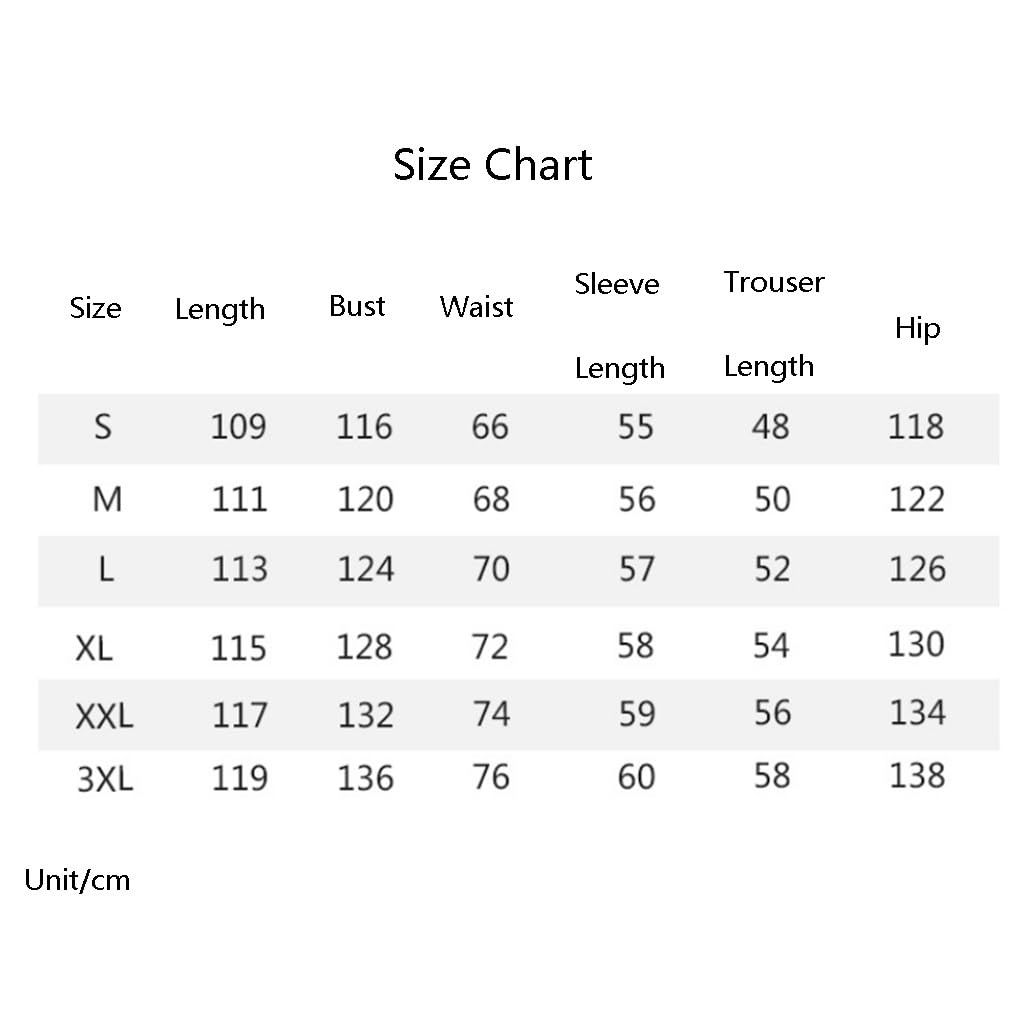 Size Chart
Size Length Bust Waist Sleeve Length Trouser Length Hip
S 109 116 66 55 48 118
M 111 120 68 56 50 122
L 113 124 70 57 52 126
XL 115 128 72 58 54 130
XXL 117 132 74 59 56 134
3XL 119 136 76 60 58 138
Unit/cm